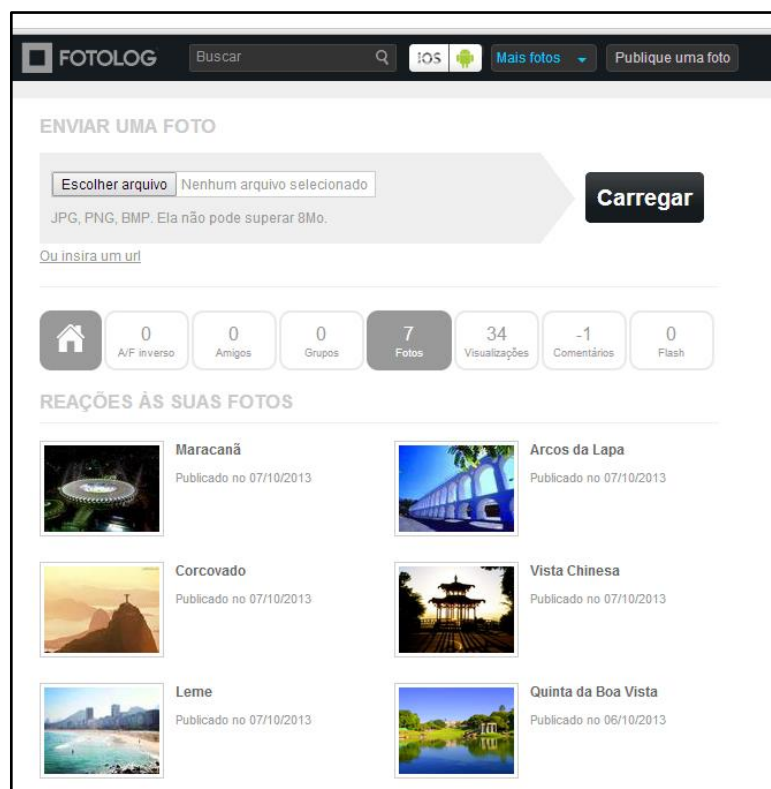 FOTOLOG Buscar iOS Mais fotos Publique uma foto
ENVIAR UMA FOTO
Escolher arquivo Nenhum arquivo selecionado
Carregar
JPG, PNG, BMP. Ela não pode superar 8Mo.
Ou insira um url
0 A/F inverso
0 Amigos
0 Grupos
7 Fotos
34 Visualizações
-1 Comentários
0 Flash
REAÇÕES ÀS SUAS FOTOS
Maracanã
Publicado no 07/10/2013
Arcos da Lapa
Publicado no 07/10/2013
Corcovado
Publicado no 07/10/2013
Vista Chinesa
Publicado no 07/10/2013
Leme
Publicado no 07/10/2013
Quinta da Boa Vista
Publicado no 06/10/2013